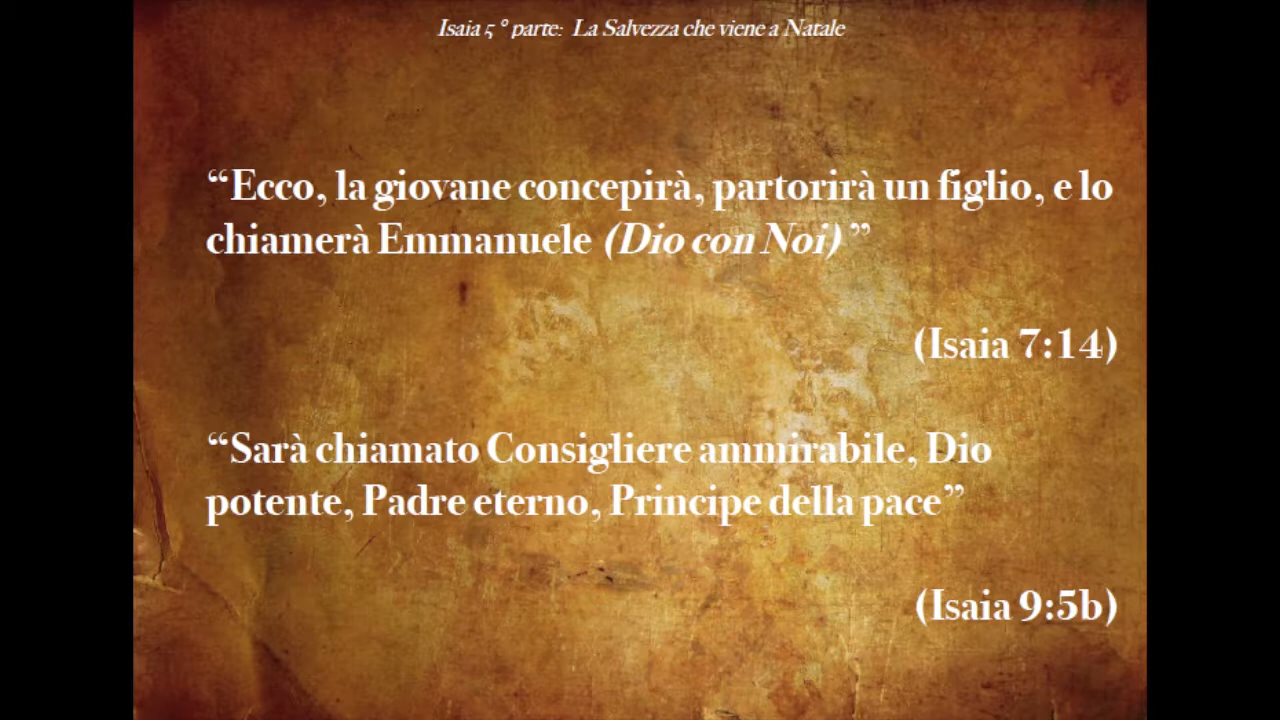 Isaia 5 ° parte: La Salvezza che viene a Natale
“Ecco, la giovane concepirà, partorirà un figlio, e lo
chiamerà Emmanuele (Dio con Noi) ”
(Isaia 7:14)
“Sarà chiamato Consigliere ammirabile, Dio
potente, Padre eterno, Principe della pace”
(Isaia 9:5b)